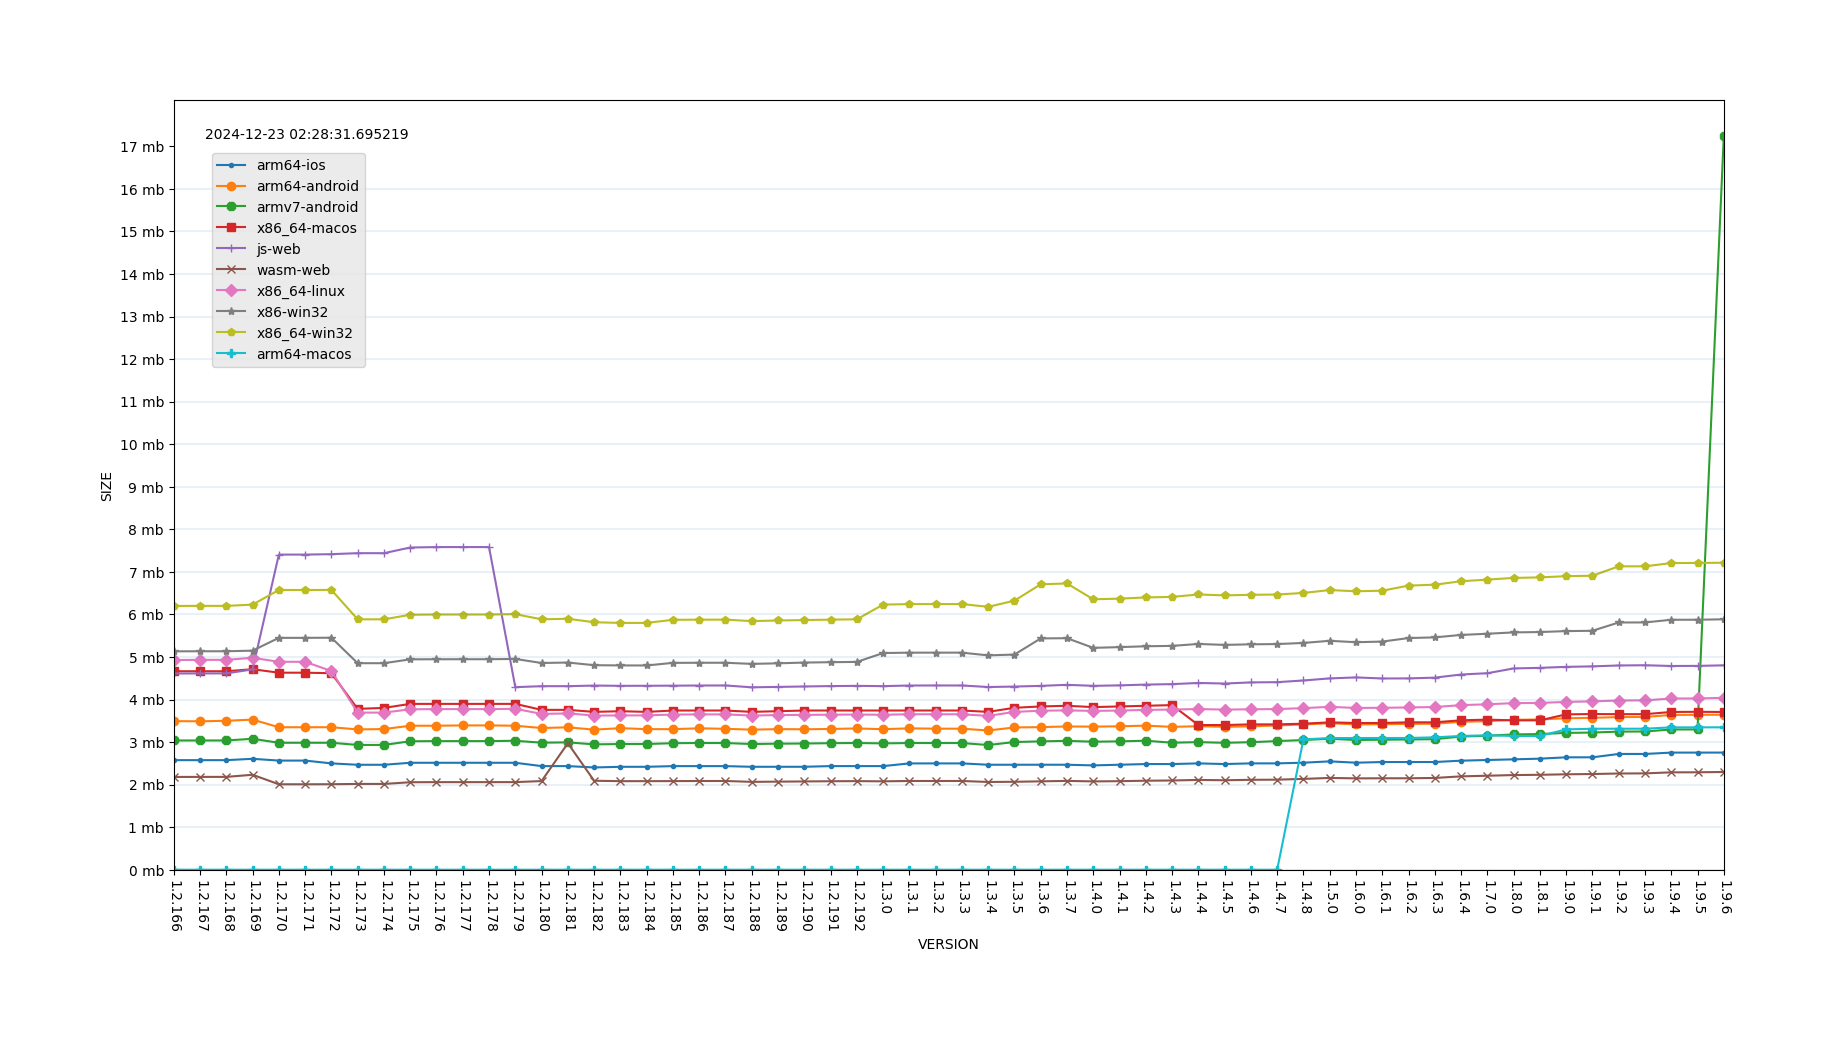 2024-12-23 02:28:31.695219
arm64-ios
arm64-android
armv7-android
x86_64-macos
js-web
wasm-web
x86_64-linux
x86-win32
x86_64-win32
arm64-macos
17 mb
16 mb
15 mb
14 mb
13 mb
12 mb
11 mb
10 mb
9 mb
8 mb
7 mb
6 mb
5 mb
4 mb
3 mb
2 mb
1 mb
0 mb
SIZE
1.2.166
1.2.167
1.2.168
1.2.169
1.2.170
1.2.171
1.2.172
1.2.173
1.2.174
1.2.175
1.2.176
1.2.177
1.2.178
1.2.179
1.2.180
1.2.181
1.2.182
1.2.183
1.2.184
1.2.185
1.2.186
1.2.187
1.2.188
1.2.189
1.2.190
1.2.191
1.2.192
1.3.0
1.3.1
1.3.2
1.3.3
1.3.4
1.3.5
1.3.6
1.3.7
1.4.0
1.4.1
1.4.2
1.4.3
1.4.4
1.4.5
1.4.6
1.4.7
1.4.8
1.5.0
1.6.0
1.6.1
1.6.2
1.6.3
1.6.4
1.7.0
1.8.0
1.8.1
1.9.0
1.9.1
1.9.2
1.9.3
1.9.4
1.9.5
1.9.6
VERSION